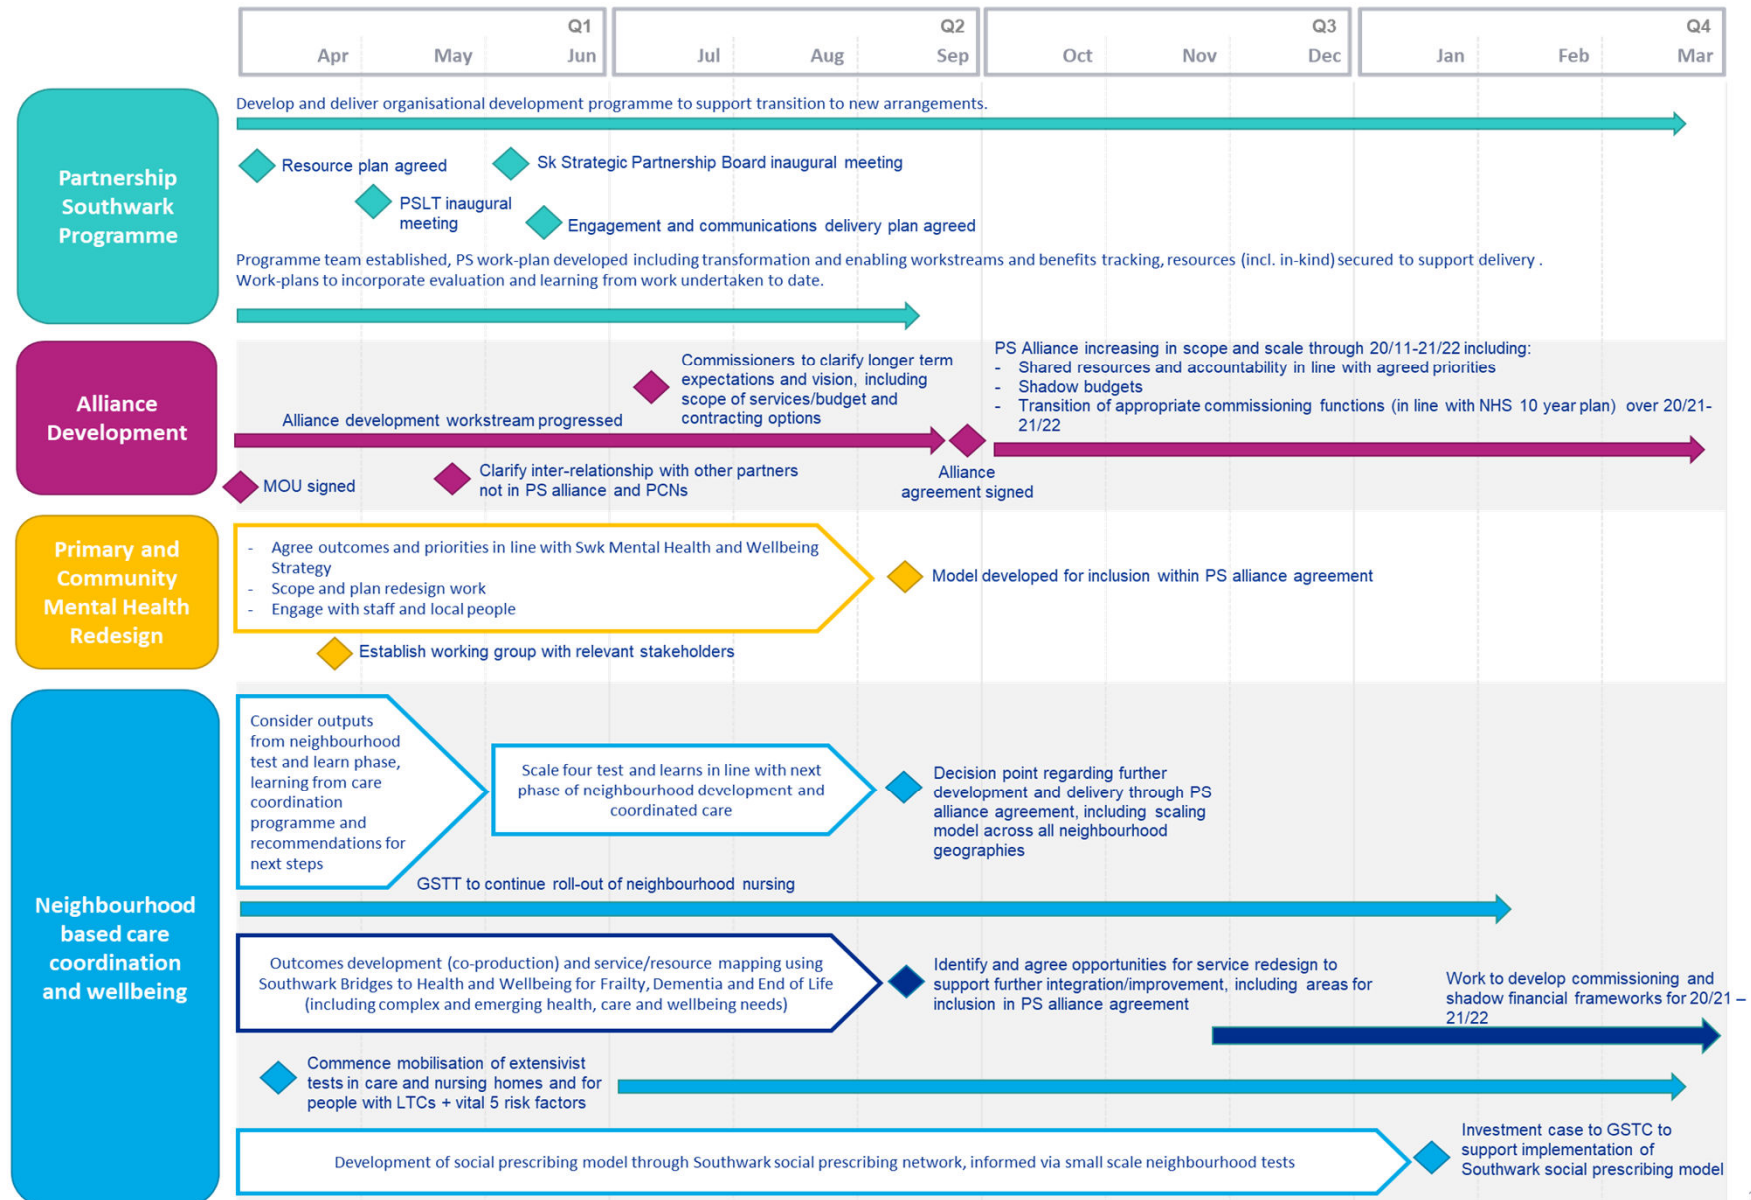 Q1
Q2
Q3
Q4
Apr
May
Jun
Jul
Aug
Sep
Oct
Nov
Dec
Jan
Feb
Mar
Partnership
Southwark
Programme
Develop and deliver organisational development programme to support transition to new arrangements.
Resource plan agreed
Sk Strategic Partnership Board inaugural meeting
PSLT inaugural
meeting
Engagement and communications delivery plan agreed
Programme team established, PS work-plan developed including transformation and enabling workstreams and benefits tracking, resources (incl. in-kind) secured to support delivery .
Work-plans to incorporate evaluation and learning from work undertaken to date.
Alliance
Development
Alliance development workstream progressed
Commissioners to clarify longer term
expectations and vision, including
scope of services/budget and
contracting options
PS Alliance increasing in scope and scale through 20/11-21/22 including:
- Shared resources and accountability in line with agreed priorities
- Shadow budgets
- Transition of appropriate commissioning functions (in line with NHS 10 year plan) over 20/21-
21/22
MOU signed
Clarify inter-relationship with other partners
not in PS alliance and PCNs
Alliance
agreement signed
Primary and
Community
Mental Health
Redesign
- Agree outcomes and priorities in line with Swk Mental Health and Wellbeing
Strategy
- Scope and plan redesign work
- Engage with staff and local people
Model developed for inclusion within PS alliance agreement
Establish working group with relevant stakeholders
Neighbourhood
based care
coordination
and wellbeing
Consider outputs
from neighbourhood
test and learn phase,
learning from care
coordination
programme and
recommendations for
next steps
Scale four test and learns in line with next
phase of neighbourhood development and
coordinated care
Decision point regarding further
development and delivery through PS
alliance agreement, including scaling
model across all neighbourhood
geographies
GSTT to continue roll-out of neighbourhood nursing
Outcomes development (co-production) and service/resource mapping using
Southwark Bridges to Health and Wellbeing for Frailty, Dementia and End of Life
(including complex and emerging health, care and wellbeing needs)
Identify and agree opportunities for service redesign to
support further integration/improvement, including areas for
inclusion in PS alliance agreement
Work to develop commissioning and
shadow financial frameworks for 20/21 –
21/22
Commence mobilisation of extensivist
tests in care and nursing homes and for
people with LTCs + vital 5 risk factors
Development of social prescribing model through Southwark social prescribing network, informed via small scale neighbourhood tests
Investment case to GSTC to
support implementation of
Southwark social prescribing model